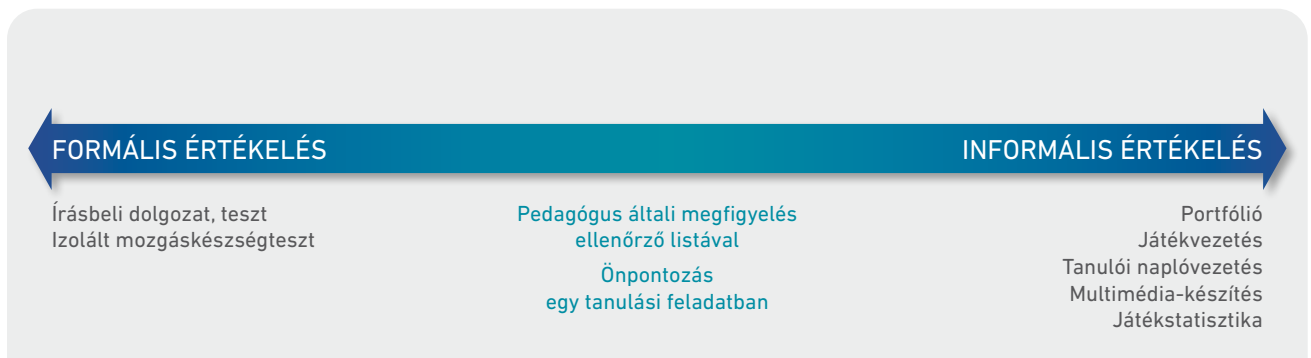 FORMÁLIS ÉRTÉKELÉS
INFORMÁLIS ÉRTÉKELÉS
Írásbeli dolgozat, teszt
Izolált mozgáskészségteszt
Pedagógus általi megfigyelés
ellenőrző listával
Önpontozás
egy tanulási feladatban
Portfólió
Játékvezetés
Tanulói naplóvezetés
Multimédia-készítés
Játékstatisztika